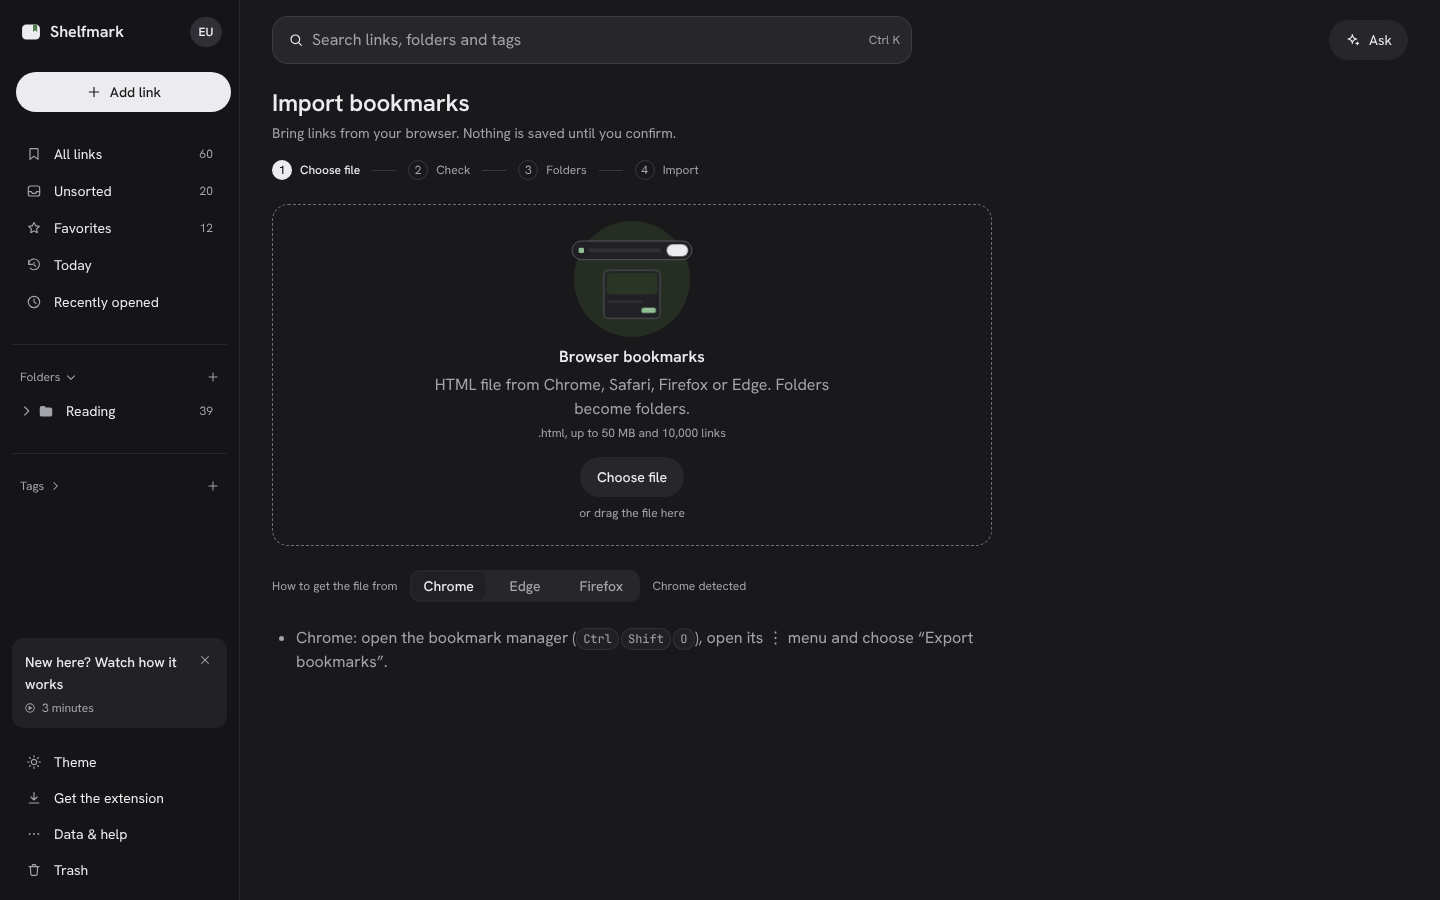 Shelfmark
EU
Add link
All links 60
Unsorted 20
Favorites 12
Today
Recently opened
Folders
Reading 39
Tags
New here? Watch how it
works
3 minutes
Theme
Get the extension
Data & help
Trash
Search links, folders and tags Ctrl K
Ask
Import bookmarks
Bring links from your browser. Nothing is saved until you confirm.
1 Choose file 2 Check 3 Folders 4 Import
Browser bookmarks
HTML file from Chrome, Safari, Firefox or Edge. Folders
become folders.
.html, up to 50 MB and 10,000 links
Choose file
or drag the file here
How to get the file from Chrome Edge Firefox Chrome detected
• Chrome: open the bookmark manager (Ctrl Shift O), open its ⋮ menu and choose “Export
bookmarks”.